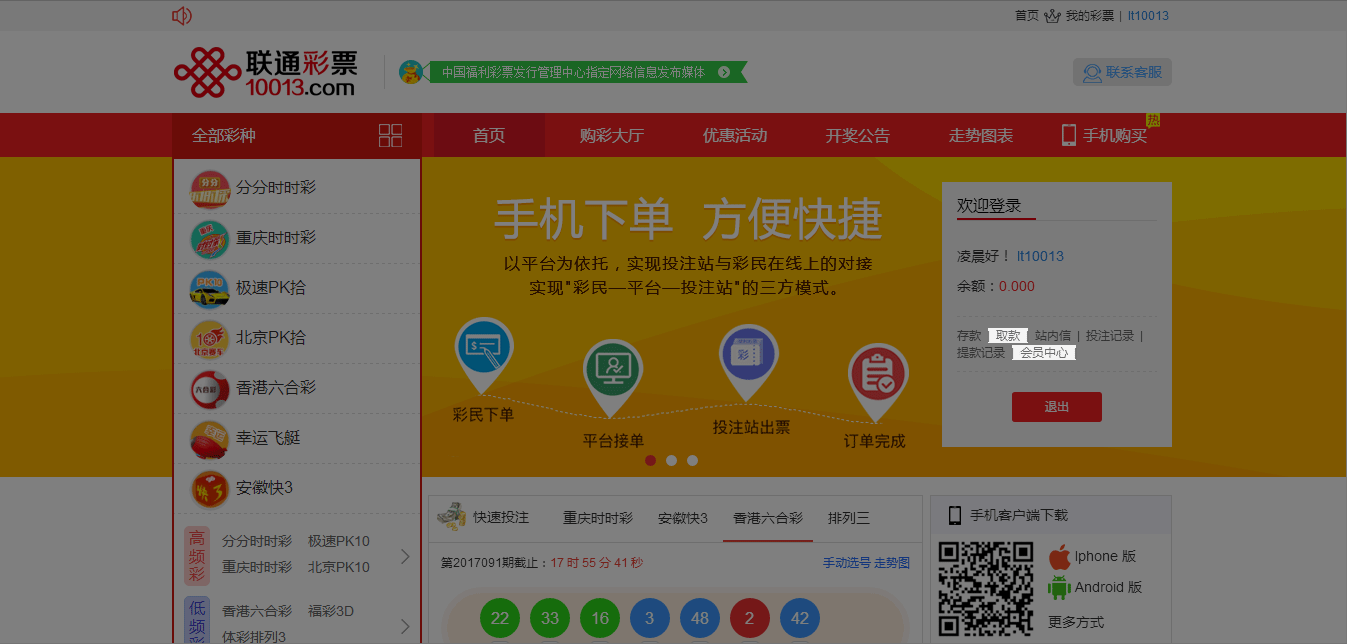 首页 我的彩票 | lt10013
联通彩票
10013.com
中国福利彩票发行管理中心指定网络信息发布媒体
联系客服
全部彩种
首页 购彩大厅 优惠活动 开奖公告 走势图表 手机购买 热
分分时时彩
重庆时时彩
极速PK拾
北京PK拾
香港六合彩
幸运飞艇
安徽快3
高频彩
分分时时彩 极速PK10
重庆时时彩 北京PK10
低频彩
香港六合彩 福彩3D
体彩排列3
手机下单 方便快捷
以平台为依托，实现投注站与彩民在线上的对接
实现"彩民—平台—投注站"的三方模式。
彩民下单
平台接单
投注站出票
订单完成
欢迎登录
凌晨好！ lt10013
余额：0.000
存款 | 取款 | 站内信 | 投注记录 |
提款记录 | 会员中心
退出
快速投注 重庆时时彩 安徽快3 香港六合彩 排列三
第2017091期截止：17 时 55 分 41 秒
手动选号 走势图
22 33 16 3 48 2 42
手机客户端下载
Iphone 版
Android 版
更多方式